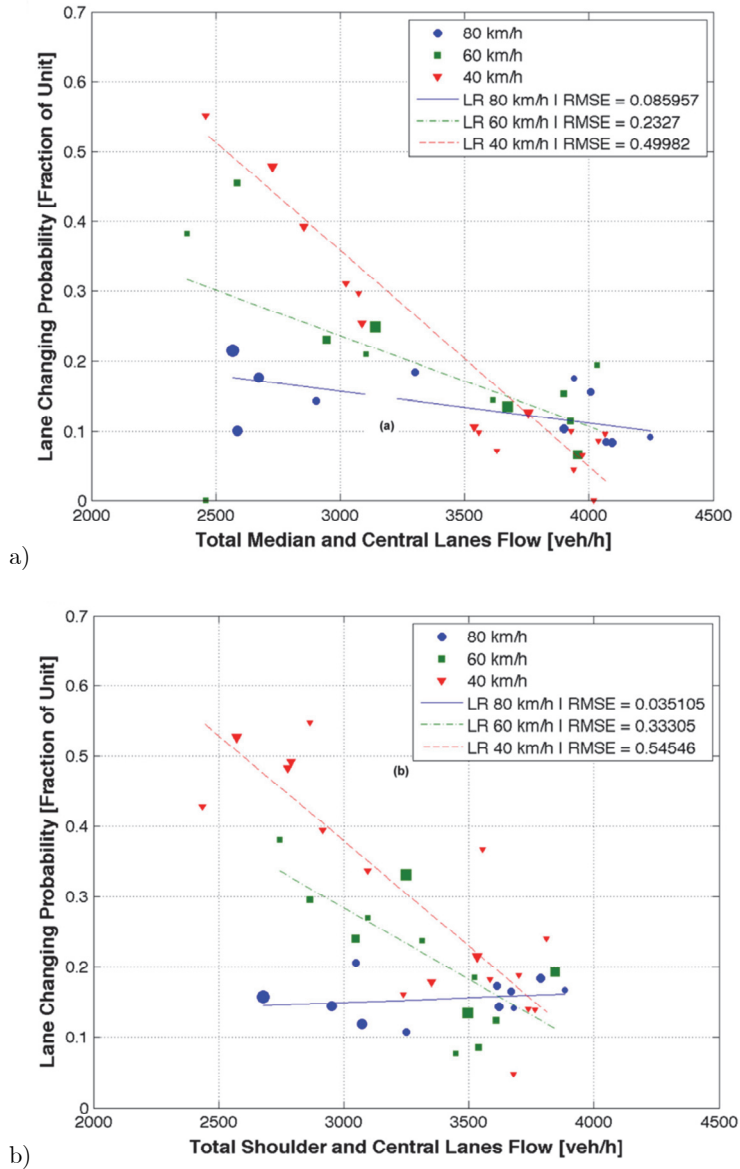 0.7
0.6
0.5
0.4
0.3
0.2
0.1
0
Lane Changing Probability [Fraction of Unit]
80 km/h
60 km/h
40 km/h
LR 80 km/h I RMSE = 0.085957
LR 60 km/h I RMSE = 0.2327
LR 40 km/h I RMSE = 0.49982
(a)
2000 2500 3000 3500 4000 4500
Total Median and Central Lanes Flow [veh/h]
a)
0.7
0.6
0.5
0.4
0.3
0.2
0.1
0
Lane Changing Probability [Fraction of Unit]
80 km/h
60 km/h
40 km/h
LR 80 km/h I RMSE = 0.035105
LR 60 km/h I RMSE = 0.33305
LR 40 km/h I RMSE = 0.54546
(b)
2000 2500 3000 3500 4000 4500
Total Shoulder and Central Lanes Flow [veh/h]
b)